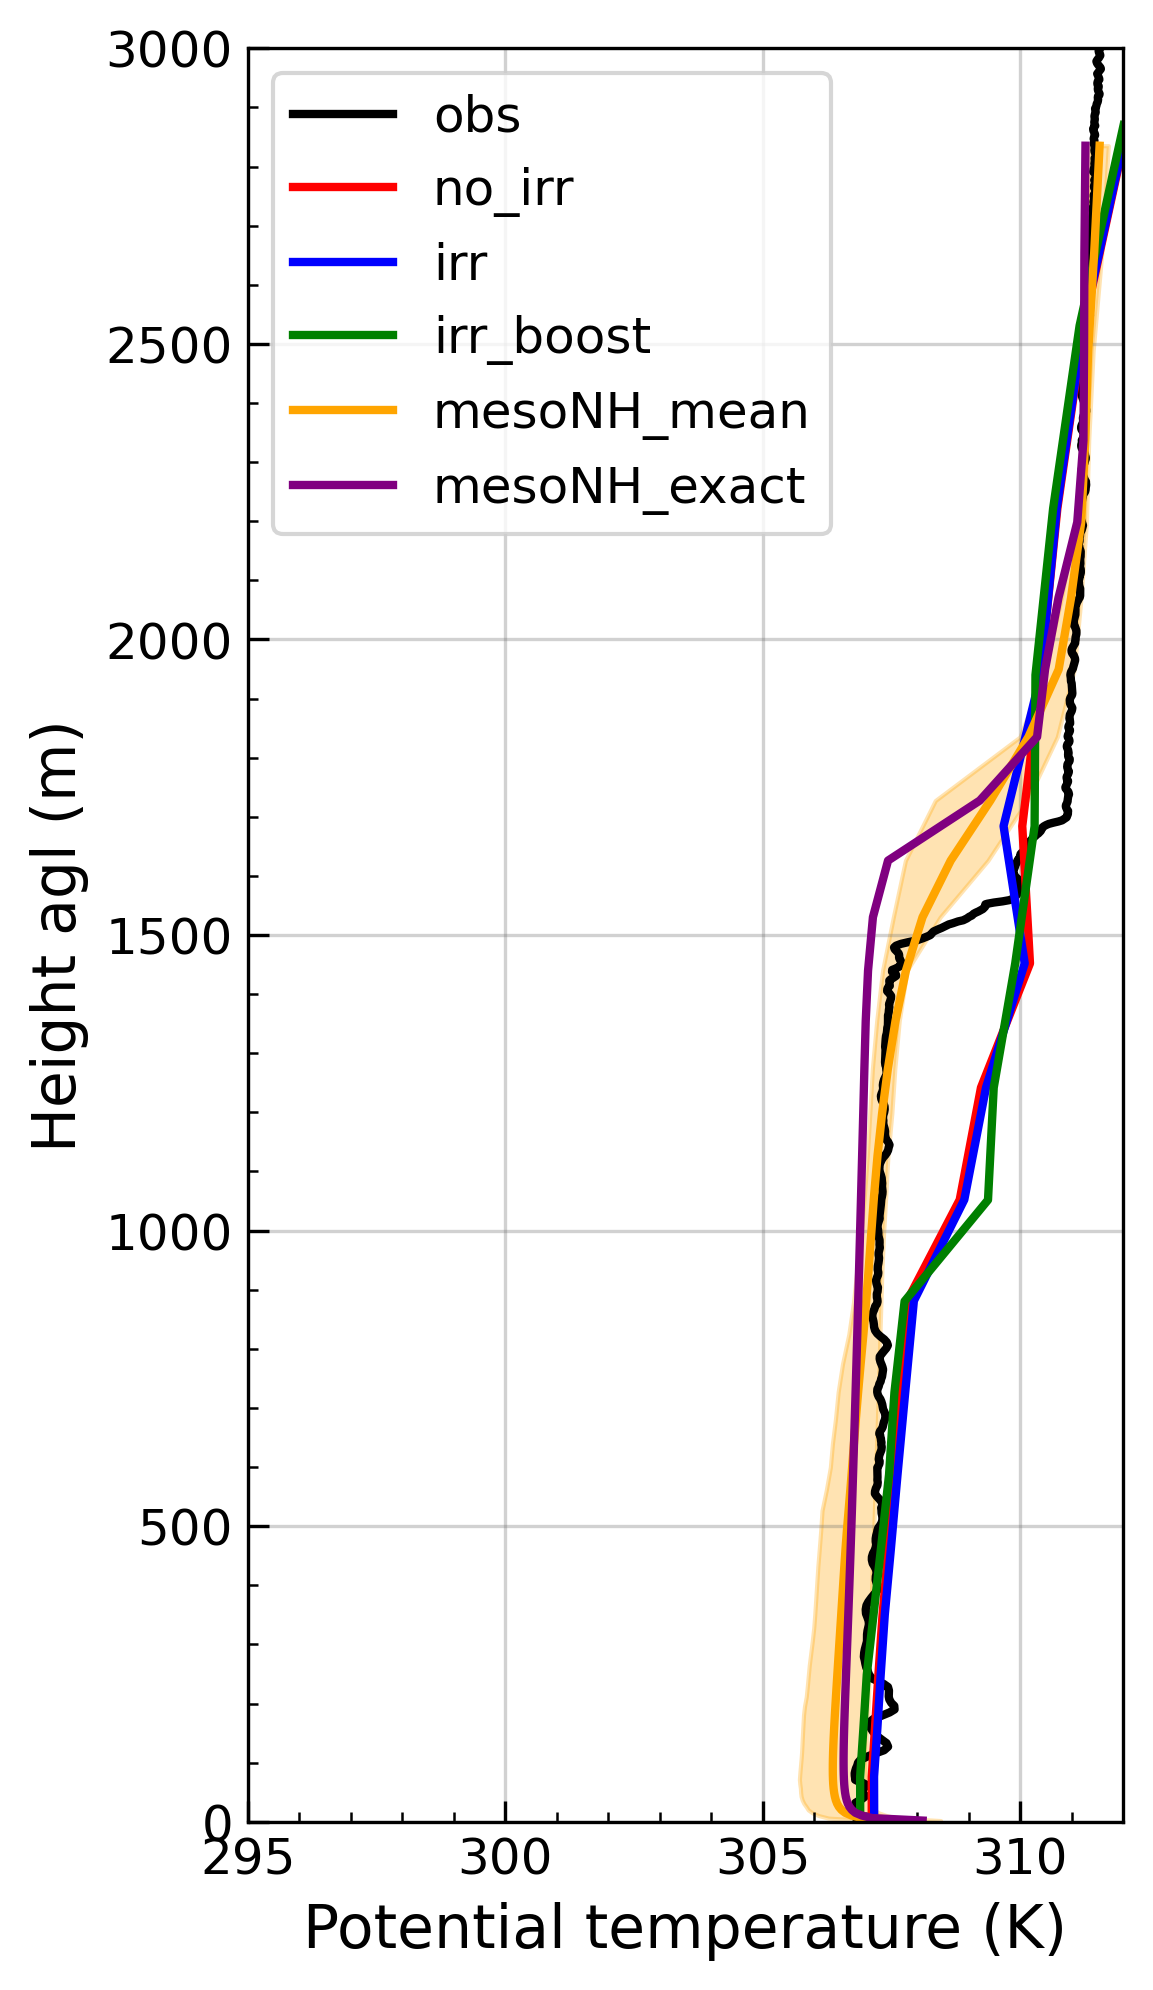 3000
2500
2000
1500
1000
500
0
Height agl (m)
obs
no_irr
irr
irr_boost
mesoNH_mean
mesoNH_exact
295
300
305
310
Potential temperature (K)